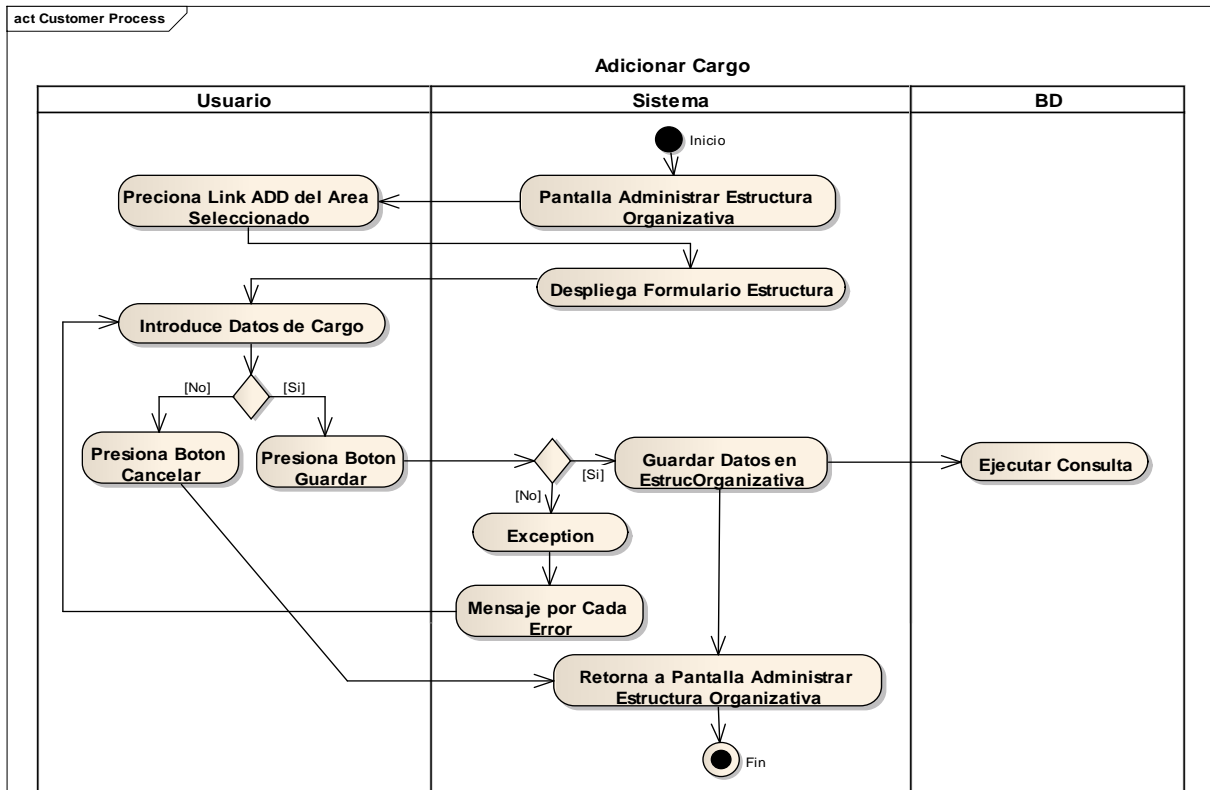 act Customer Process
Adicionar Cargo
Usuario
Sistema
BD
Inicio
Preciona Link ADD del Area
Seleccionado
Pantalla Administrar Estructura
Organizativa
Despliega Formulario Estructura
Introduce Datos de Cargo
[No]
[Si]
Presiona Boton
Cancelar
Presiona Boton
Guardar
[Si]
Guardar Datos en
EstrucOrganizativa
Ejecutar Consulta
[No]
Exception
Mensaje por Cada
Error
Retorna a Pantalla Administrar
Estructura Organizativa
Fin